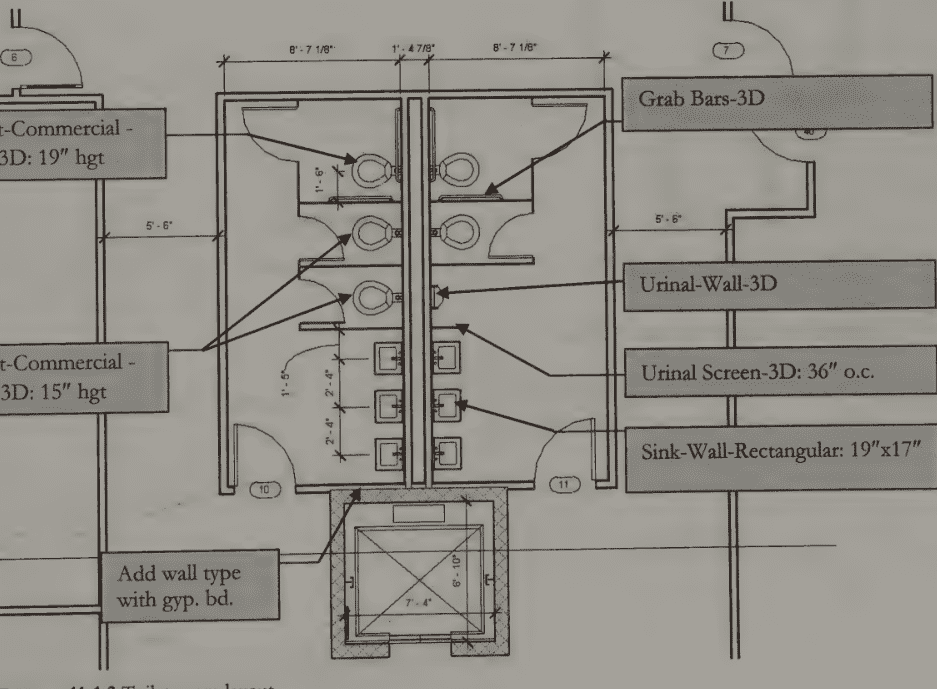 6
7
8' - 7 1/8"
1' - 4 7/8"
8' - 7 1/8"
Grab Bars-3D
t-Commercial -
3D: 19" hgt
1' - 6"
5' - 6"
5' - 6"
Urinal-Wall-3D
t-Commercial -
3D: 15" hgt
Urinal Screen-3D: 36" o.c.
1' - 5"
2' - 4"
2' - 4"
Sink-Wall-Rectangular: 19"x17"
10
11
Add wall type
with gyp. bd.
6' - 10"
7' - 4"